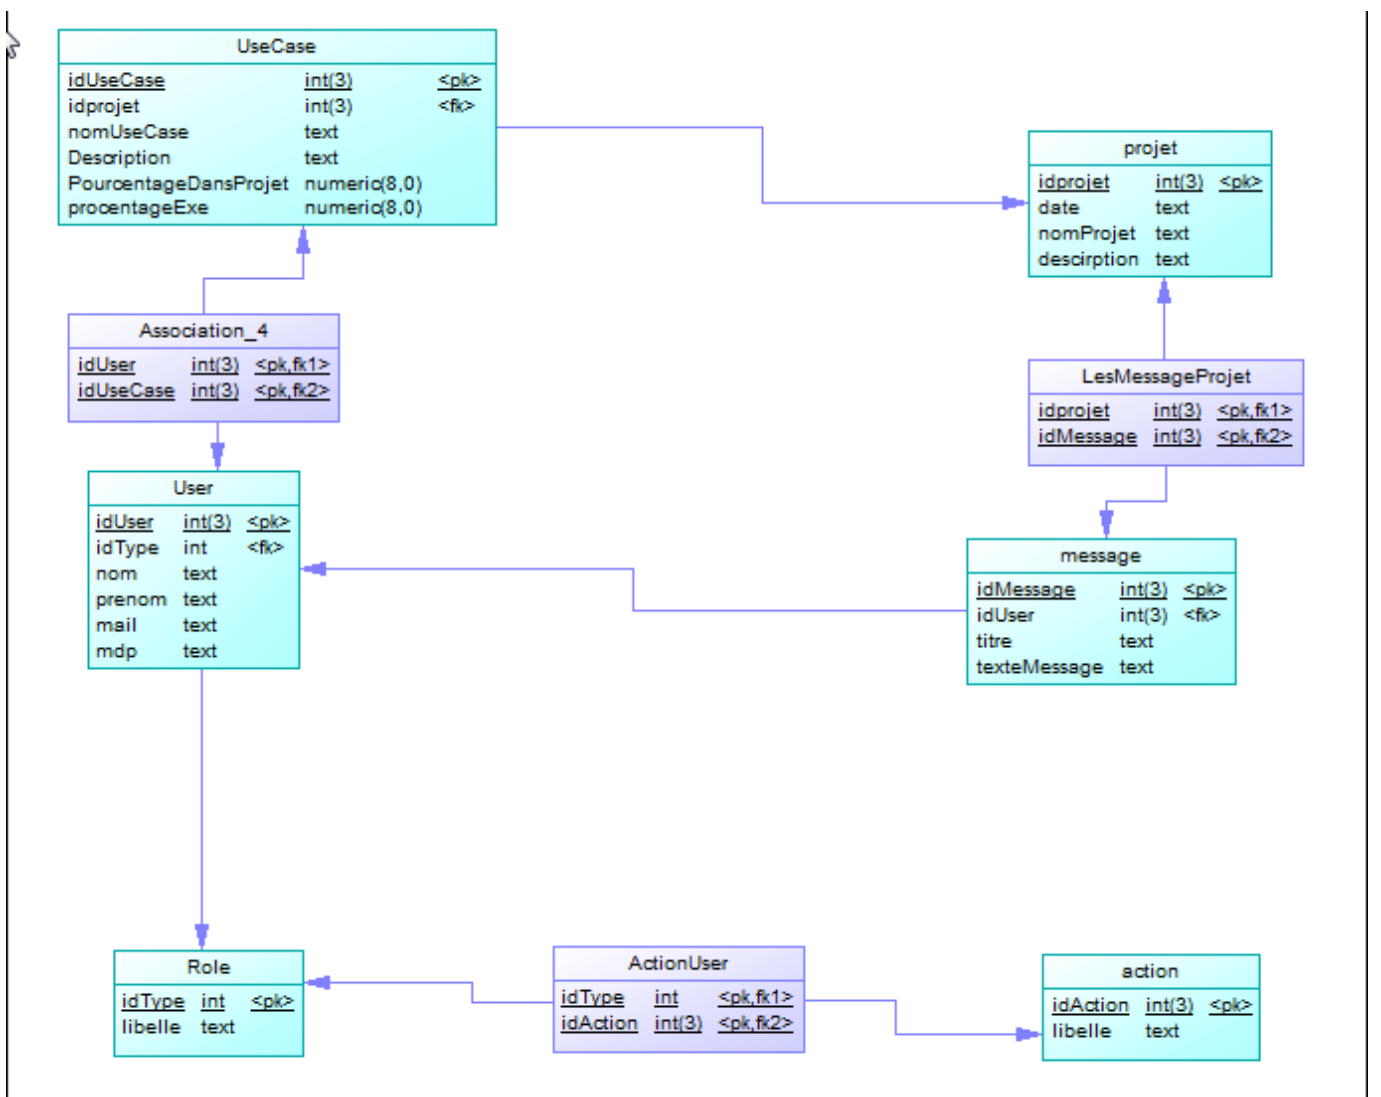 UseCase
idUseCase int(3) <pk>
idprojet int(3) <fk>
nomUseCase text
Description text
PourcentageDansProjet numeric(8,0)
procentageExe numeric(8,0)
projet
idprojet int(3) <pk>
date text
nomProjet text
descirption text
Association_4
idUser int(3) <pk,fk1>
idUseCase int(3) <pk,fk2>
LesMessageProjet
idprojet int(3) <pk,fk1>
idMessage int(3) <pk,fk2>
User
idUser int(3) <pk>
idType int <fk>
nom text
prenom text
mail text
mdp text
message
idMessage int(3) <pk>
idUser int(3) <fk>
titre text
texteMessage text
Role
idType int <pk>
libelle text
ActionUser
idType int <pk,fk1>
idAction int(3) <pk,fk2>
action
idAction int(3) <pk>
libelle text